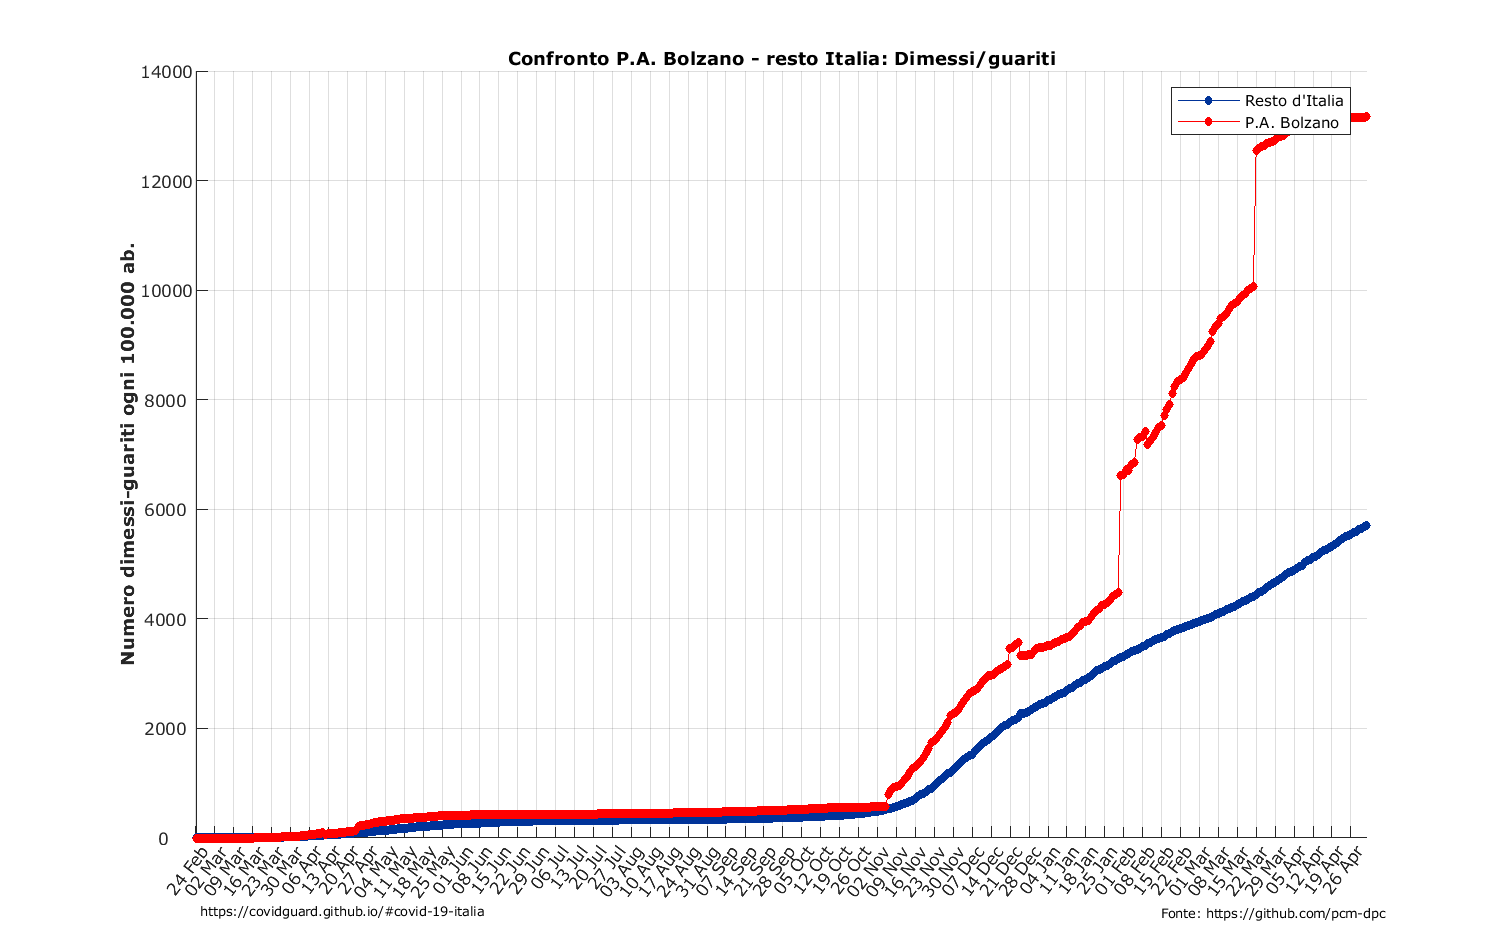 Confronto P.A. Bolzano - resto Italia: Dimessi/guariti
Resto d'Italia
P.A. Bolzano
Numero dimessi-guariti ogni 100.000 ab.
14000
12000
10000
8000
6000
4000
2000
0
24 Feb
02 Mar
09 Mar
16 Mar
23 Mar
30 Mar
06 Apr
13 Apr
20 Apr
27 Apr
04 May
11 May
18 May
25 May
01 Jun
08 Jun
15 Jun
22 Jun
29 Jun
06 Jul
13 Jul
20 Jul
27 Jul
03 Aug
10 Aug
17 Aug
24 Aug
31 Aug
07 Sep
14 Sep
21 Sep
28 Sep
05 Oct
12 Oct
19 Oct
26 Oct
02 Nov
09 Nov
16 Nov
23 Nov
30 Nov
07 Dec
14 Dec
21 Dec
28 Dec
04 Jan
11 Jan
18 Jan
25 Jan
01 Feb
08 Feb
15 Feb
22 Feb
01 Mar
08 Mar
15 Mar
22 Mar
29 Mar
05 Apr
12 Apr
19 Apr
26 Apr
https://covidguard.github.io/#covid-19-italia
Fonte: https://github.com/pcm-dpc